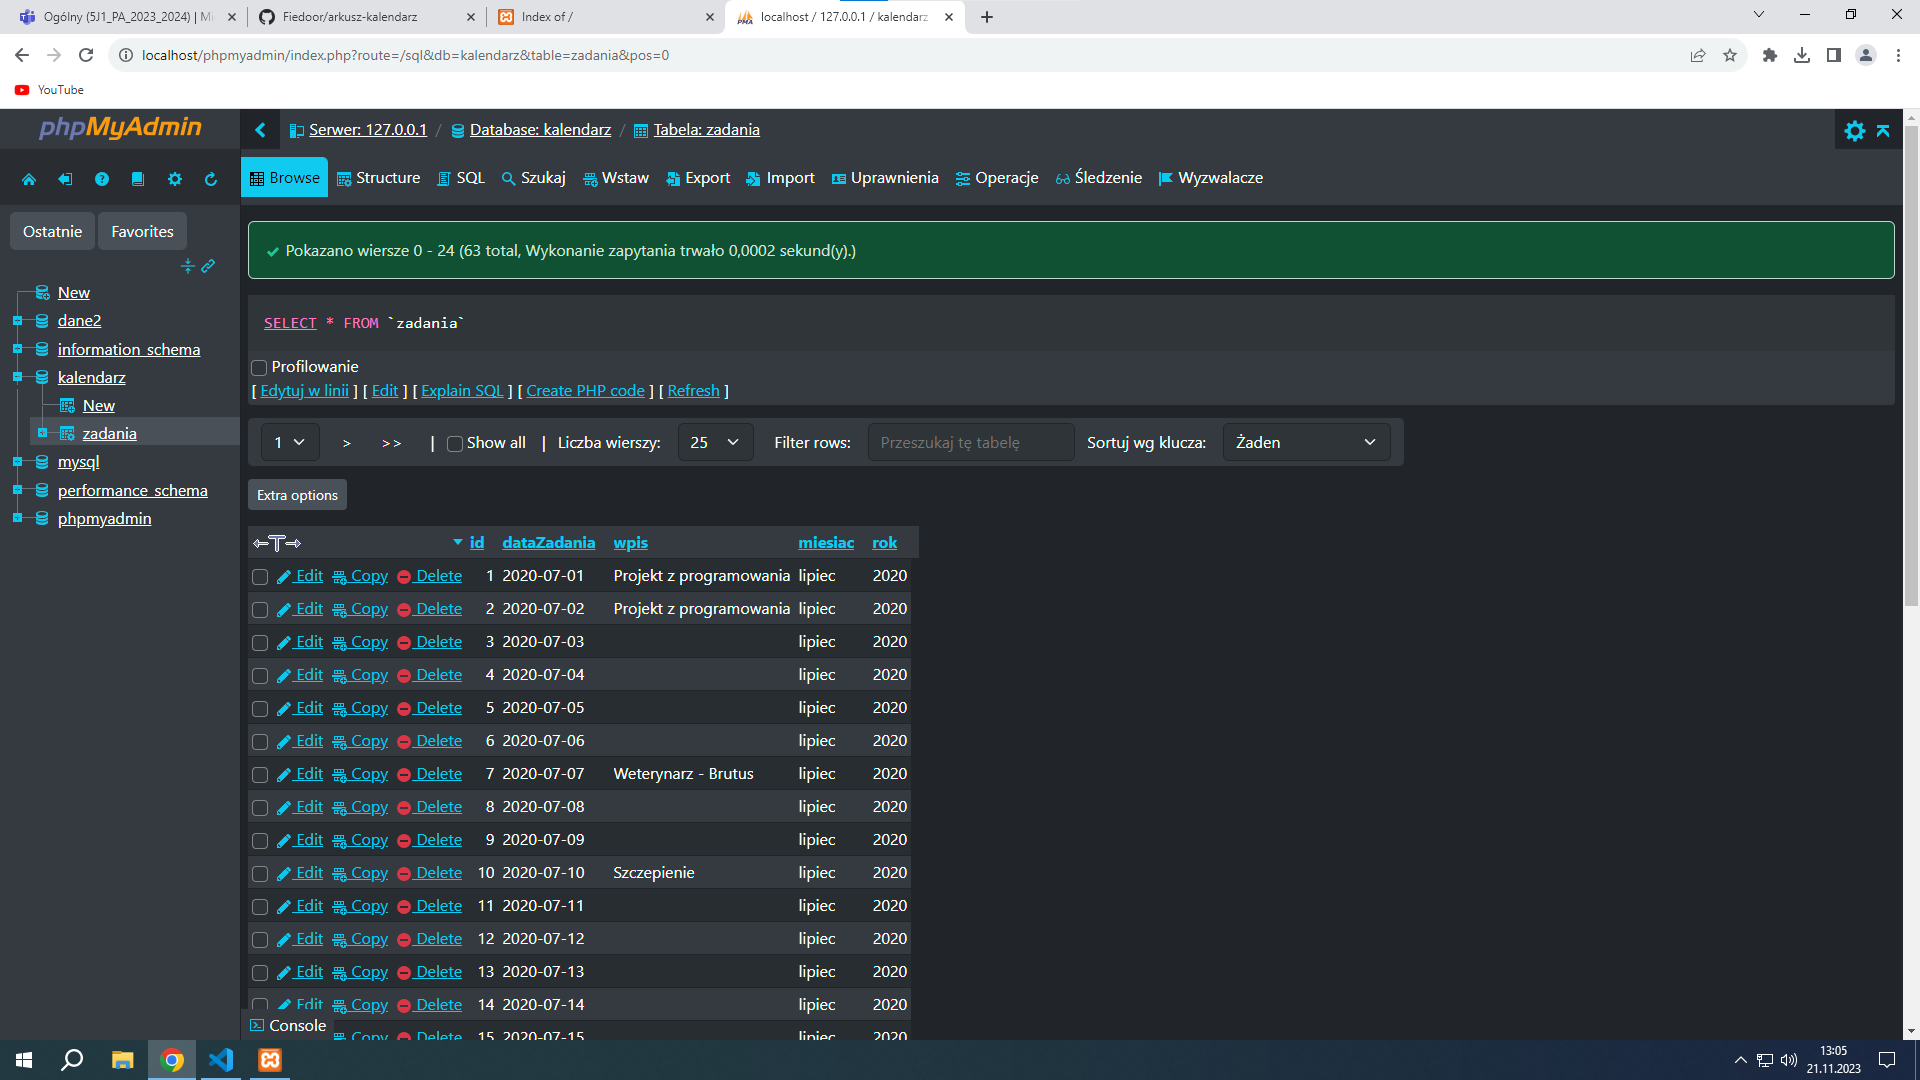 Ogólny (5J1_PA_2023_2024) | Mi
Fiedoor/arkusz-kalendarz
Index of /
localhost / 127.0.0.1 / kalendarz
localhost/phpmyadmin/index.php?route=/sql&db=kalendarz&table=zadania&pos=0
YouTube
phpMyAdmin
Serwer: 127.0.0.1 / Database: kalendarz / Tabela: zadania
Browse Structure SQL Szukaj Wstaw Export Import Uprawnienia Operacje Śledzenie Wyzwalacze
Ostatnie Favorites
New
dane2
information_schema
kalendarz
New
zadania
mysql
performance_schema
phpmyadmin
Pokazano wiersze 0 - 24 (63 total, Wykonanie zapytania trwało 0,0002 sekund(y).)
SELECT * FROM `zadania`
Profilowanie
[ Edytuj w linii ] [ Edit ] [ Explain SQL ] [ Create PHP code ] [ Refresh ]
1 > >> | Show all | Liczba wierszy: 25 Filter rows: Przeszukaj tę tabelę Sortuj wg klucza: Żaden
Extra options
←T→ id dataZadania wpis miesiac rok
Edit Copy Delete 1 2020-07-01 Projekt z programowania lipiec 2020
Edit Copy Delete 2 2020-07-02 Projekt z programowania lipiec 2020
Edit Copy Delete 3 2020-07-03 lipiec 2020
Edit Copy Delete 4 2020-07-04 lipiec 2020
Edit Copy Delete 5 2020-07-05 lipiec 2020
Edit Copy Delete 6 2020-07-06 lipiec 2020
Edit Copy Delete 7 2020-07-07 Weterynarz - Brutus lipiec 2020
Edit Copy Delete 8 2020-07-08 lipiec 2020
Edit Copy Delete 9 2020-07-09 lipiec 2020
Edit Copy Delete 10 2020-07-10 Szczepienie lipiec 2020
Edit Copy Delete 11 2020-07-11 lipiec 2020
Edit Copy Delete 12 2020-07-12 lipiec 2020
Edit Copy Delete 13 2020-07-13 lipiec 2020
Edit Copy Delete 14 2020-07-14 lipiec 2020
Copy Delete 15 2020-07-15 lipiec 2020
Console
13:05
21.11.2023